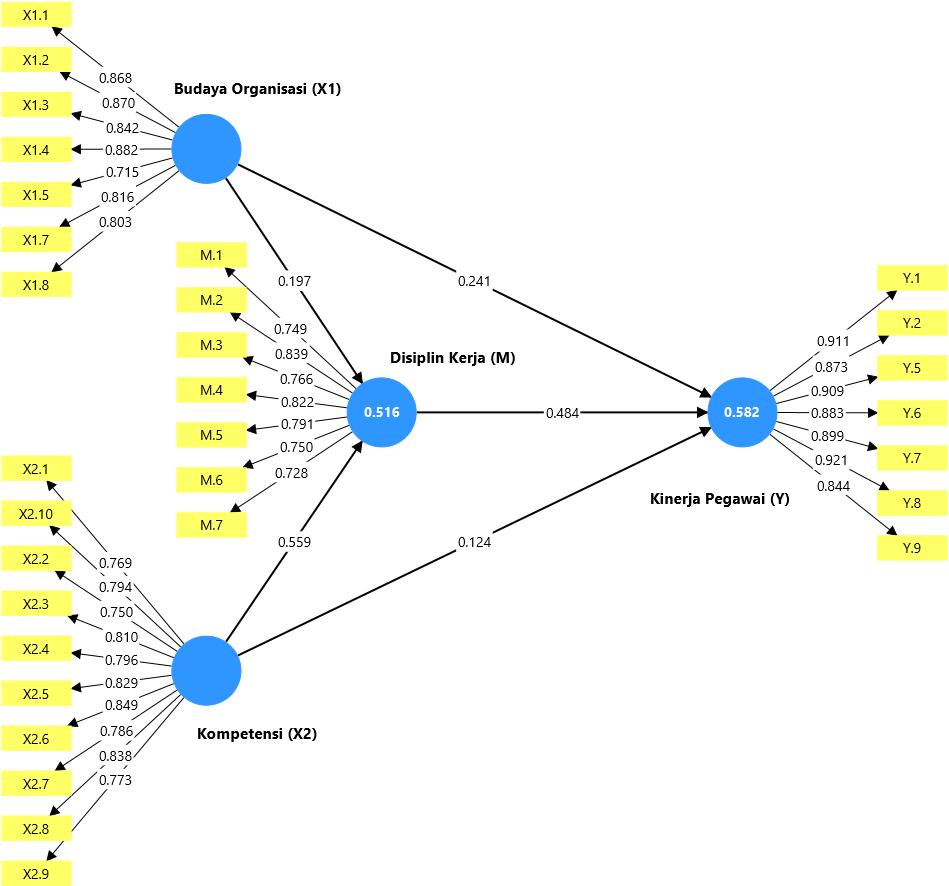 X1.1
X1.2
X1.3
X1.4
X1.5
X1.7
X1.8
0.868
0.870
0.842
0.882
0.715
0.816
0.803
Budaya Organisasi (X1)
0.197
0.241
M.1
M.2
M.3
M.4
M.5
M.6
M.7
0.749
0.839
0.766
0.822
0.791
0.750
0.728
Disiplin Kerja (M)
0.516
0.484
0.582
Kinerja Pegawai (Y)
0.911
0.873
0.909
0.883
0.899
0.921
0.844
Y.1
Y.2
Y.5
Y.6
Y.7
Y.8
Y.9
0.559
0.124
X2.1
X2.10
X2.2
X2.3
X2.4
X2.5
X2.6
X2.7
X2.8
X2.9
0.769
0.794
0.750
0.810
0.796
0.829
0.849
0.786
0.838
0.773
Kompetensi (X2)